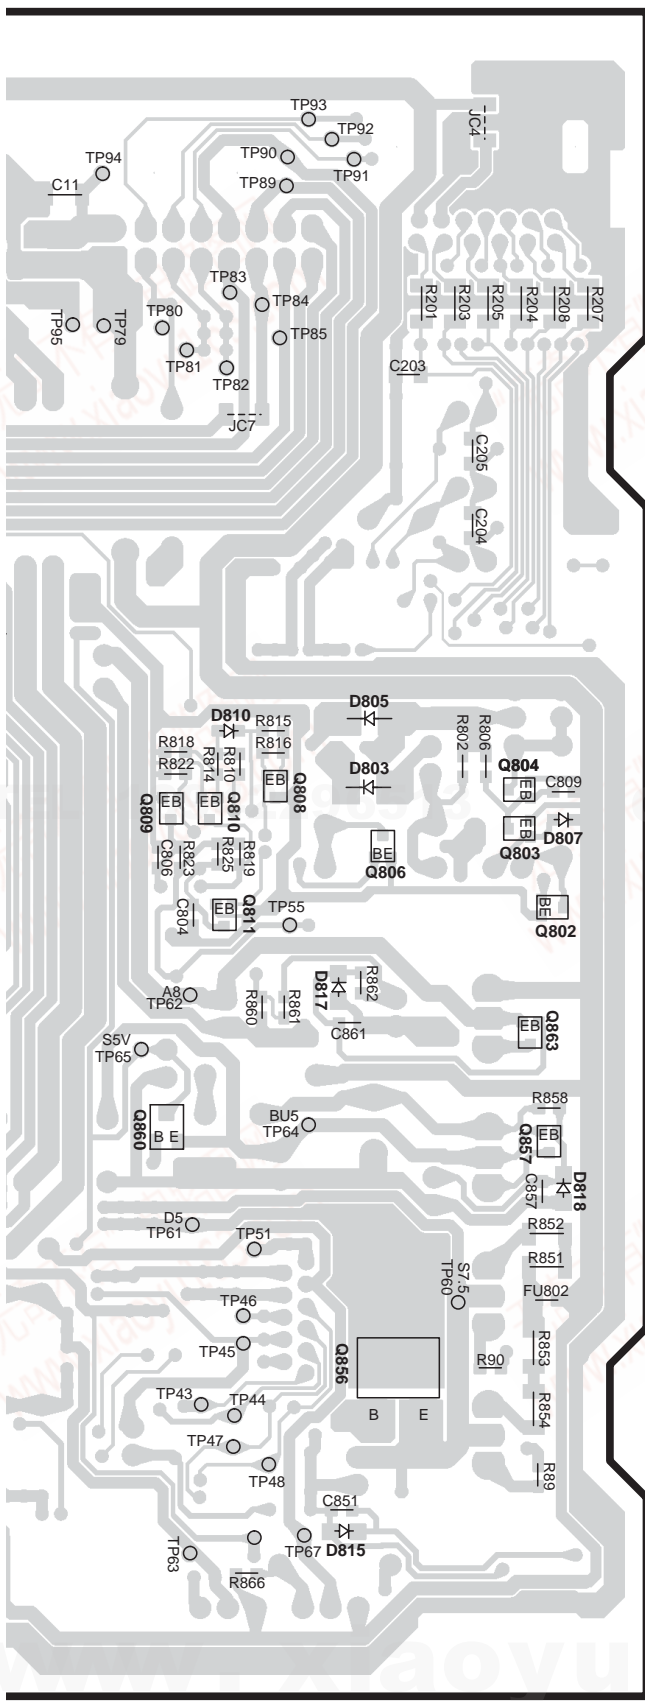 TP93
TP92
JC4
TP90
TP91
TP94
TP89
C11
TP83
TP84
R201
R203
R205
R204
R208
R207
TP95
TP79
TP80
TP85
TP81
TP82
C203
JC7
C205
C204
D805
D810
R815
R802
R806
R818
R816
R822
R814
R810
D803
Q804
C809
Q808
EB
EB
Q809
EB
Q810
EB
EB
Q803
D807
C806
R823
R825
R819
BE
Q806
C804
EB
Q811
TP55
BE
Q802
A8
TP62
R860
R861
D817
R862
C861
EB
Q863
S5V
TP65
Q860
B E
BU5
TP64
R858
Q857
EB
C857
D818
D5
TP61
TP51
R852
R851
S7.5
TP60
FU802
TP46
TP45
Q856
R90
R853
TP43
TP44
B
E
R854
TP47
TP48
R89
C851
TP63
TP67
D815
R866
www.xiaoyu